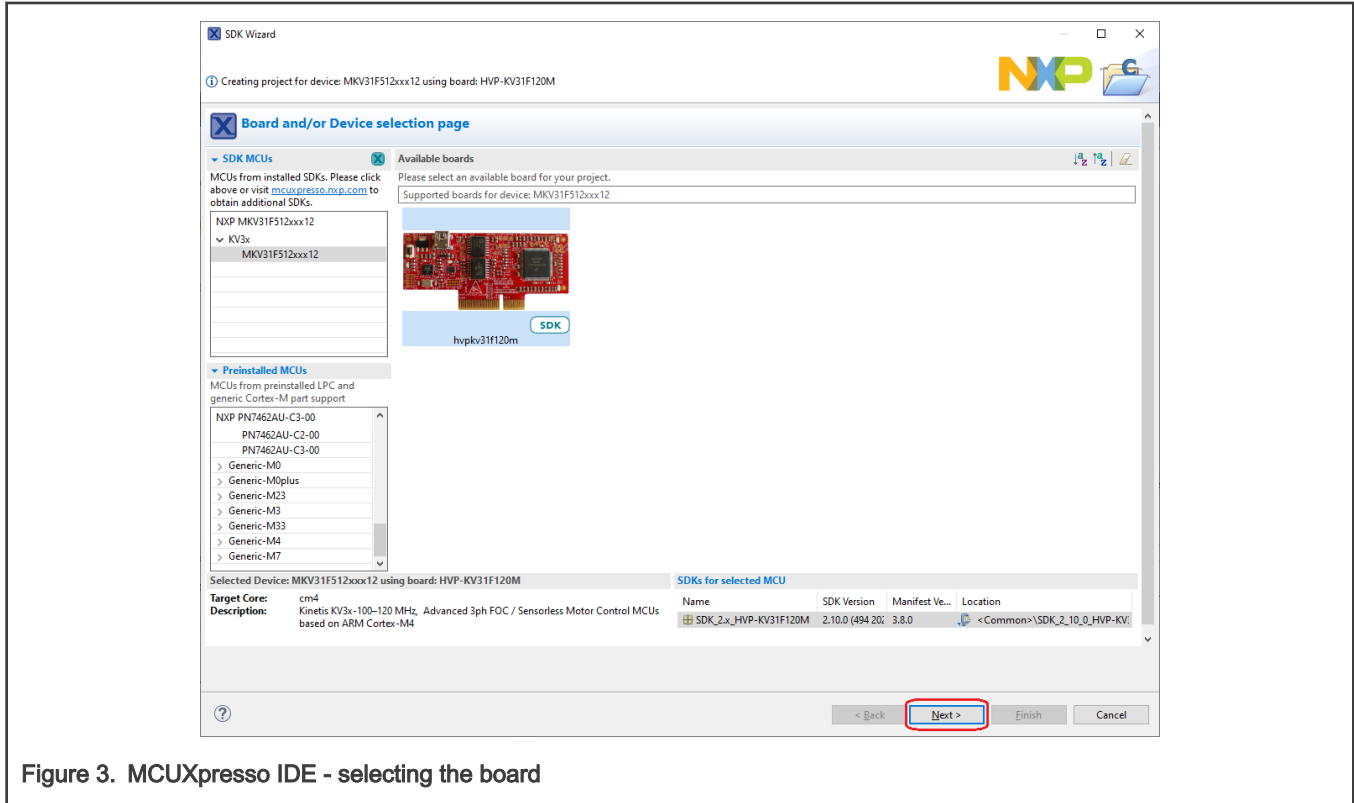 SDK Wizard
Creating project for device: MKV31F512xxx12 using board: HVP-KV31F120M
NXP
Board and/or Device selection page
SDK MCUs
MCUs from installed SDKs. Please click
above or visit mcuxpresso.nxp.com to
obtain additional SDKs.
NXP MKV31F512xxx12
KV3x
MKV31F512xxx12
Available boards
Please select an available board for your project.
Supported boards for device: MKV31F512xxx12
SDK
hvpkv31f120m
Preinstalled MCUs
MCUs from preinstalled LPC and
generic Cortex-M part support
NXP PN7462AU-C3-00
PN7462AU-C2-00
PN7462AU-C3-00
Generic-M0
Generic-M0plus
Generic-M23
Generic-M3
Generic-M33
Generic-M4
Generic-M7
Selected Device: MKV31F512xxx12 using board: HVP-KV31F120M
Target Core: cm4
Description: Kinetis KV3x-100–120 MHz, Advanced 3ph FOC / Sensorless Motor Control MCUs
based on ARM Cortex-M4
SDKs for selected MCU
Name SDK Version Manifest Ve... Location
SDK_2.x_HVP-KV31F120M 2.10.0 (494 202 3.8.0 <Common>\SDK_2_10_0_HVP-KV:
< Back Next > Finish Cancel
Figure 3. MCUXpresso IDE - selecting the board